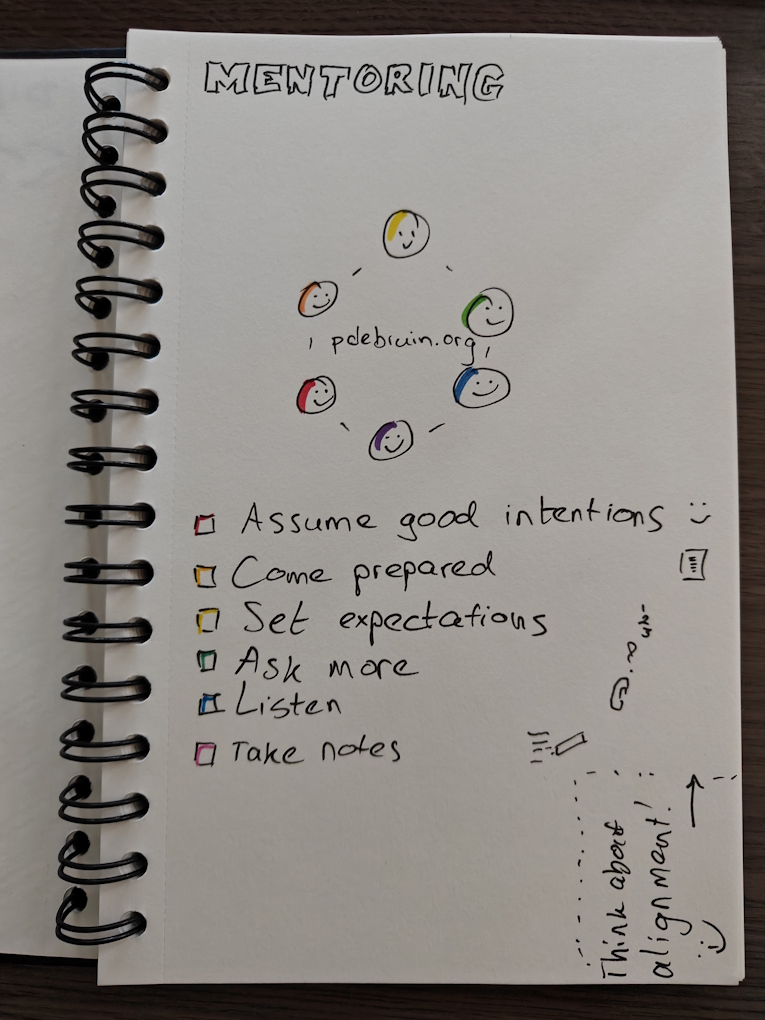 MENTORING
pdebruin.org
Assume good intentions
Come prepared
Set expectations
Ask more
Listen
Take notes
Think about
alignment!